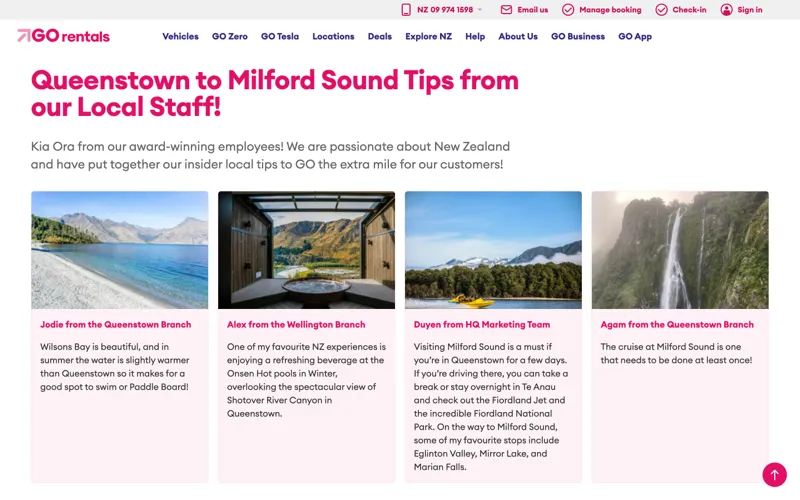 NZ 09 974 1598
Email us
Manage booking
Check-in
Sign in
GO rentals
Vehicles
GO Zero
GO Tesla
Locations
Deals
Explore NZ
Help
About Us
GO Business
GO App
Queenstown to Milford Sound Tips from
our Local Staff!
Kia Ora from our award-winning employees! We are passionate about New Zealand
and have put together our insider local tips to GO the extra mile for our customers!
Jodie from the Queenstown Branch
Wilsons Bay is beautiful, and in
summer the water is slightly warmer
than Queenstown so it makes for a
good spot to swim or Paddle Board!
Alex from the Wellington Branch
One of my favourite NZ experiences is
enjoying a refreshing beverage at the
Onsen Hot pools in Winter,
overlooking the spectacular view of
Shotover River Canyon in
Queenstown.
Duyen from HQ Marketing Team
Visiting Milford Sound is a must if
you're in Queenstown for a few days.
If you're driving there, you can take a
break or stay overnight in Te Anau
and check out the Fiordland Jet and
the incredible Fiordland National
Park. On the way to Milford Sound,
some of my favourite stops include
Eglinton Valley, Mirror Lake, and
Marian Falls.
Agam from the Queenstown Branch
The cruise at Milford Sound is one
that needs to be done at least once!